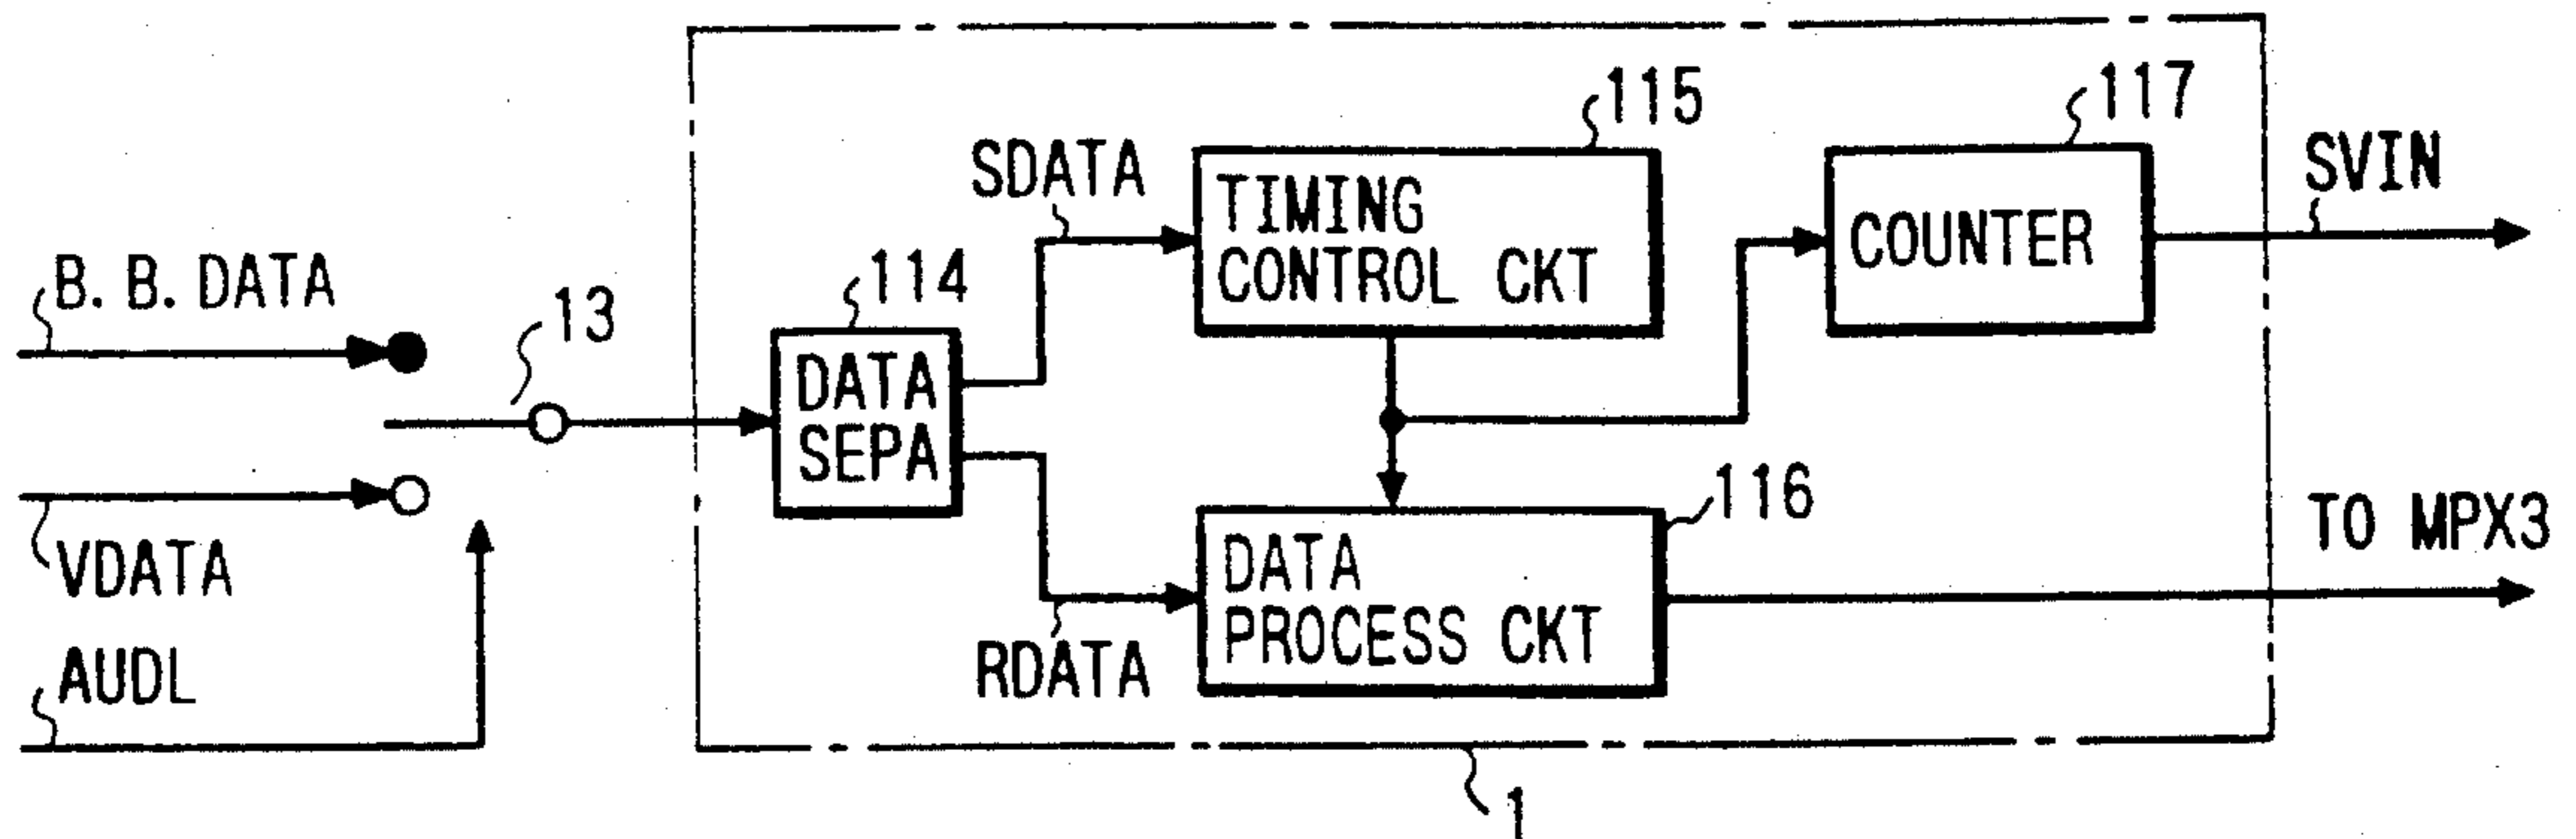 B. B. DATA
13
VDATA
AUDL
114
DATA
SEPA
SDATA
RDATA
115
TIMING
CONTROL CKT
116
DATA
PROCESS CKT
117
COUNTER
SVIN
TO MPX3
1